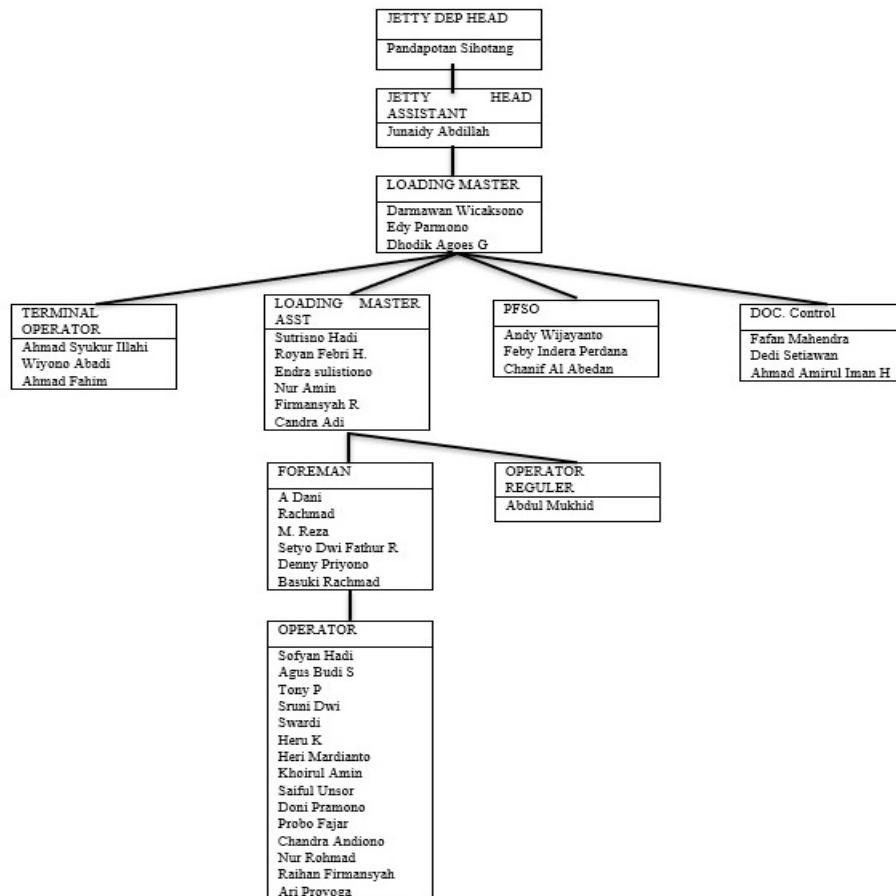 JETTY DEP HEAD
Pandapotan Sihotang
JETTY HEAD
ASSISTANT
Junaidy Abdillah
LOADING MASTER
Darmawan Wicaksono
Edy Parmono
Dhodik Agoes G
TERMINAL
OPERATOR
Ahmad Syukur Illahi
Wiyono Abadi
Ahmad Fahim
LOADING MASTER
ASST
Sutrisno Hadi
Royan Febri H.
Endra sulistiono
Nur Amin
Firmansyah R
Candra Adi
PFSO
Andy Wijayanto
Feby Indera Perdana
Chanif Al Abedan
DOC. Control
Fafan Mahendra
Dedi Setiawan
Ahmad Amirul Iman H
FOREMAN
A Dani
Rachmad
M. Reza
Setyo Dwi Fathur R
Denny Priyono
Basuki Rachmad
OPERATOR
REGULER
Abdul Mukhid
OPERATOR
Sofyan Hadi
Agus Budi S
Tony P
Sruni Dwi
Swardi
Heru K
Heri Mardianto
Khoirul Amin
Saiful Unsor
Doni Pramono
Probo Fajar
Chandra Andiono
Nur Rohmad
Raihan Firmansyah
Ari Proyoga